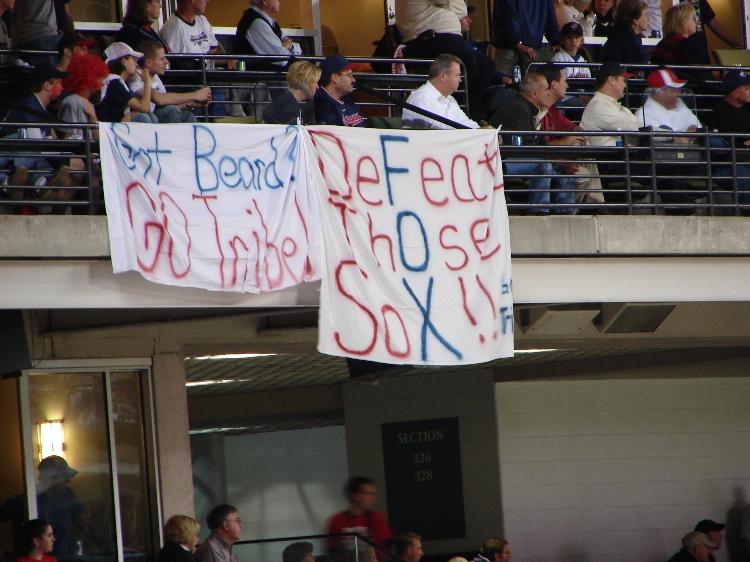 Got Beard?
GO Tribe!
DeFeat
ThOse
SoX!!
SECTION
326
328